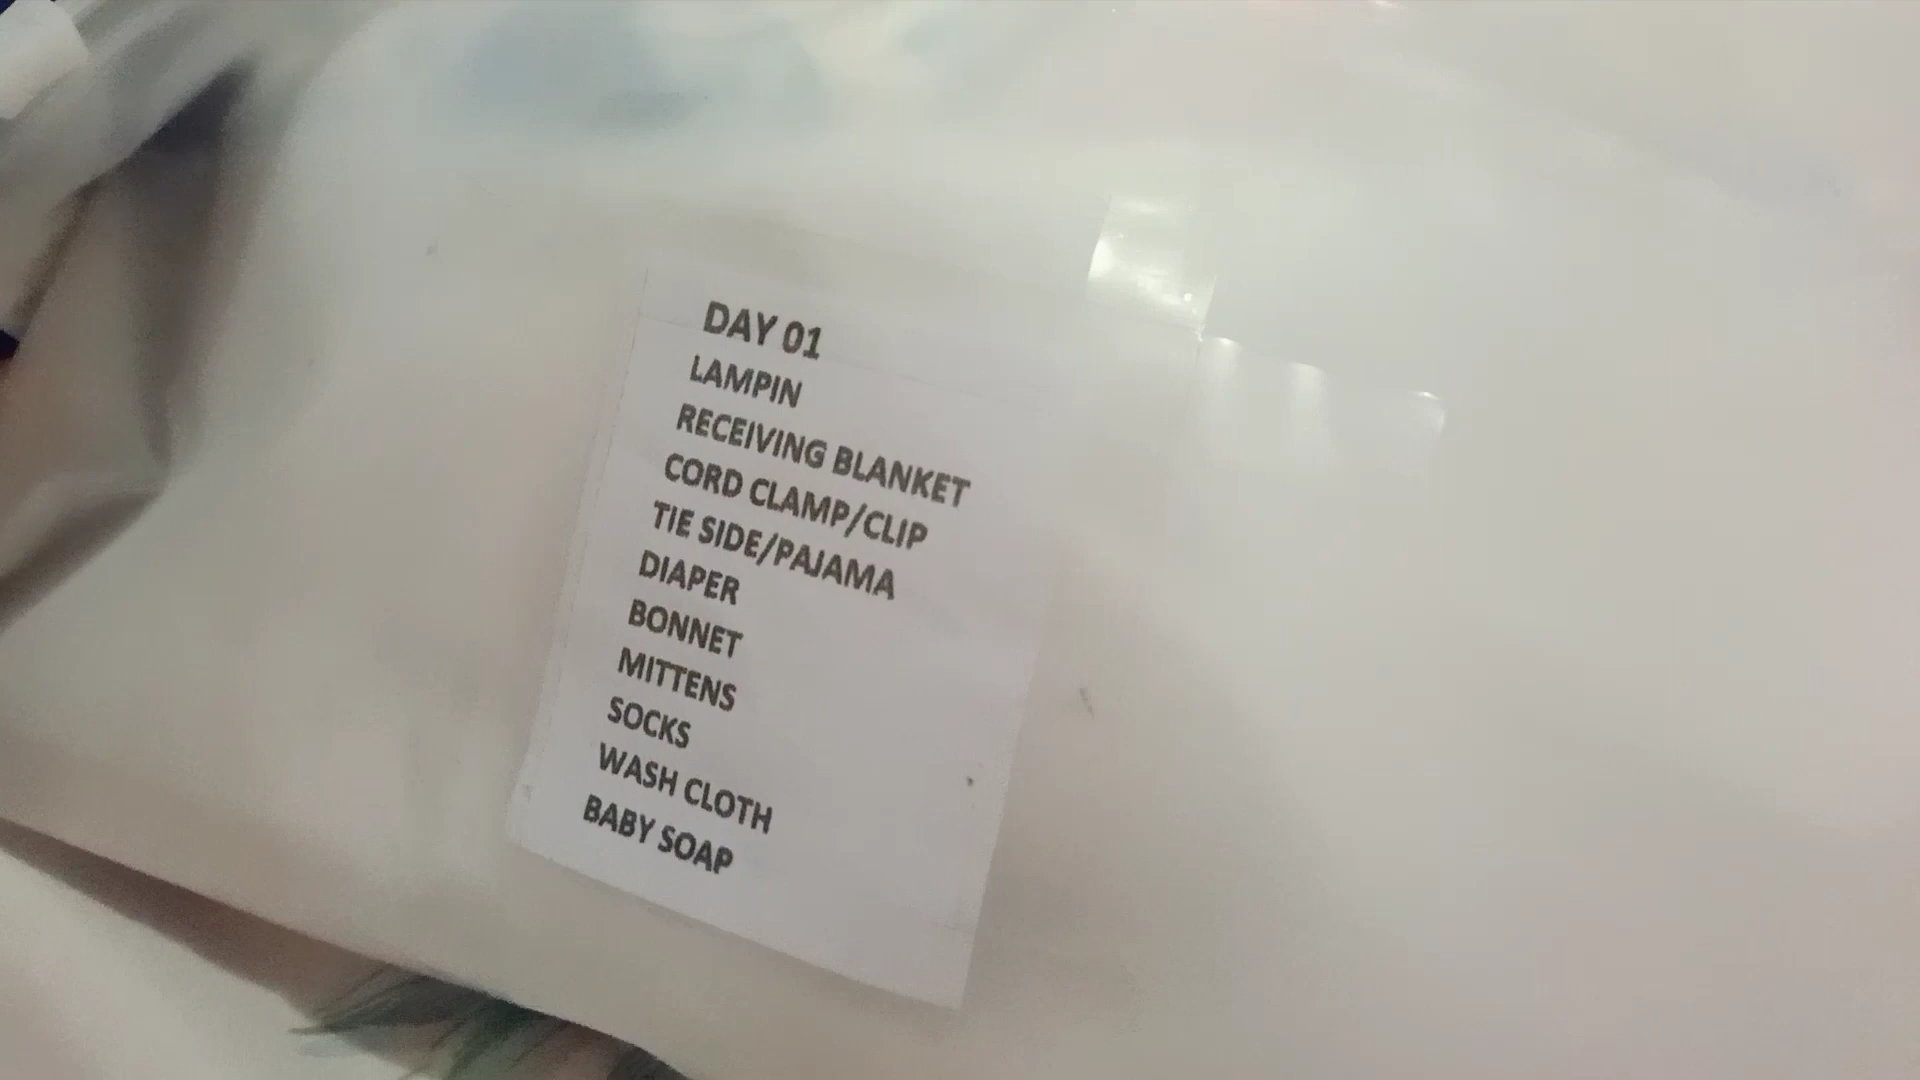 DAY 01
LAMPIN
RECEIVING BLANKET
CORD CLAMP/CLIP
TIE SIDE/PAJAMA
DIAPER
BONNET
MITTENS
SOCKS
WASH CLOTH
BABY SOAP